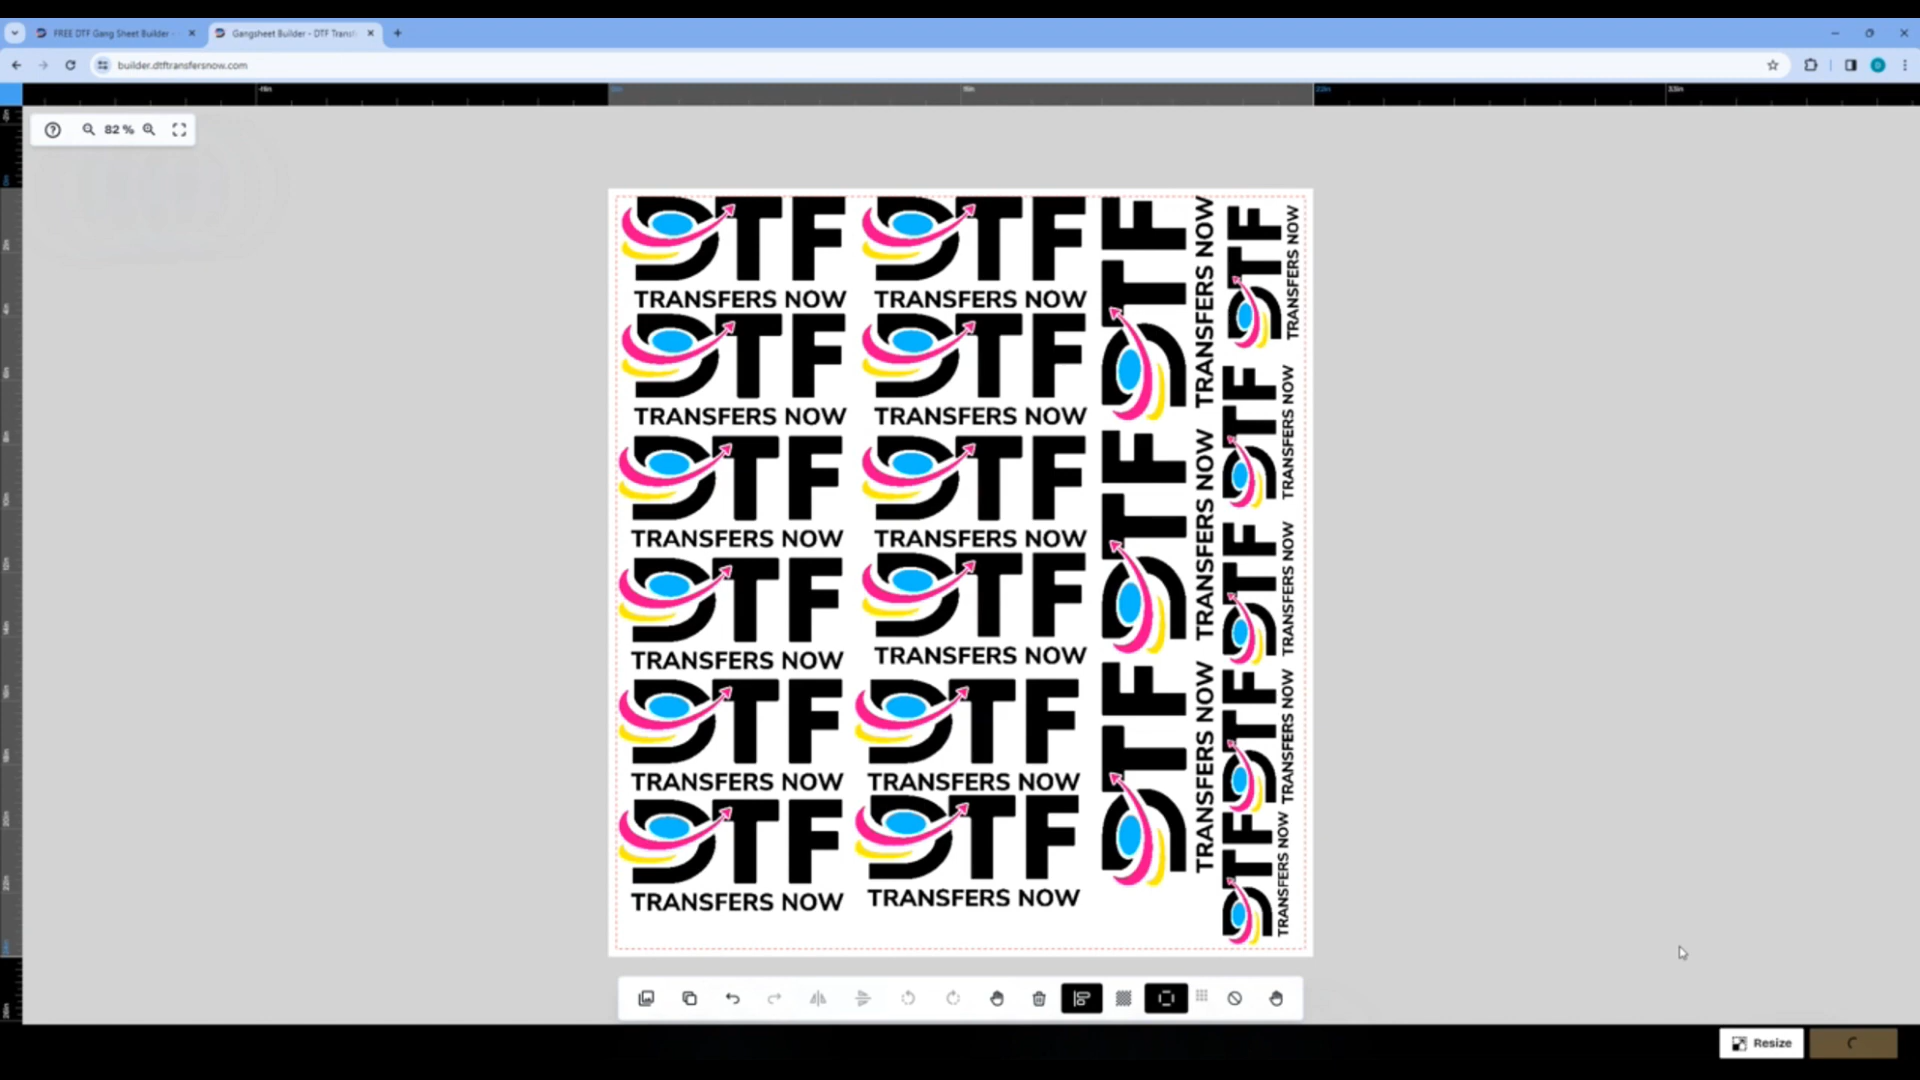 FREE DTF Gang Sheet Builder -
Gangsheet Builder - DTF Transf
builder.dtftransfersnow.com
11in
22in
33in
82 %
DTF
TRANSFERS NOW
DTF
TRANSFERS NOW
DTF
TRANSFERS NOW
DTF
TRANSFERS NOW
DTF
TRANSFERS NOW
DTF
TRANSFERS NOW
DTF
TRANSFERS NOW
DTF
TRANSFERS NOW
DTF
TRANSFERS NOW
DTF
TRANSFERS NOW
DTF
TRANSFERS NOW
DTF
TRANSFERS NOW
DTF
TRANSFERS NOW
DTF
TRANSFERS NOW
DTF
TRANSFERS NOW
DTF
TRANSFERS NOW
DTF
TRANSFERS NOW
DTF
TRANSFERS NOW
DTF
TRANSFERS NOW
DTF
TRANSFERS NOW
Resize